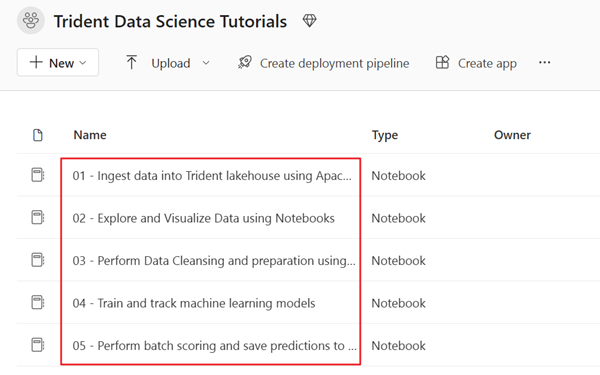 Trident Data Science Tutorials
New Upload Create deployment pipeline Create app ...
Name Type Owner
01 - Ingest data into Trident lakehouse using Apac... Notebook
02 - Explore and Visualize Data using Notebooks Notebook
03 - Perform Data Cleansing and preparation using... Notebook
04 - Train and track machine learning models Notebook
05 - Perform batch scoring and save predictions to ... Notebook